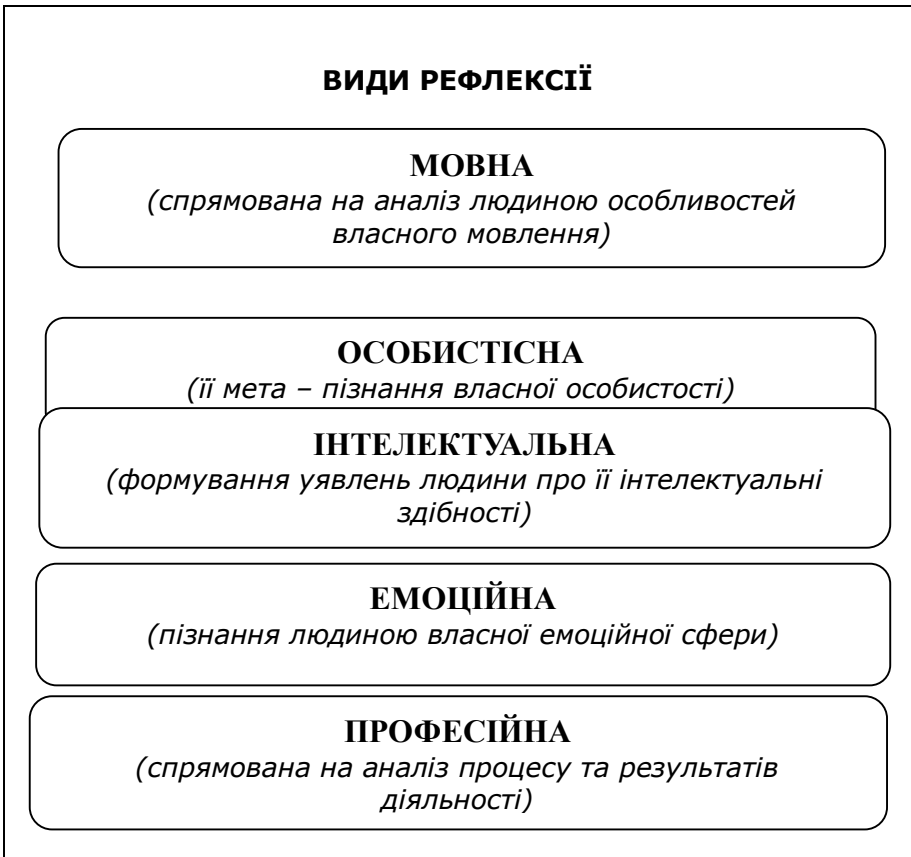 ВИДИ РЕФЛЕКСІЇ
МОВНА
(спрямована на аналіз людиною особливостей
власного мовлення)
ОСОБИСТІСНА
(її мета – пізнання власної особистості)
ІНТЕЛЕКТУАЛЬНА
(формування уявлень людини про її інтелектуальні
здібності)
ЕМОЦІЙНА
(пізнання людиною власної емоційної сфери)
ПРОФЕСІЙНА
(спрямована на аналіз процесу та результатів
діяльності)